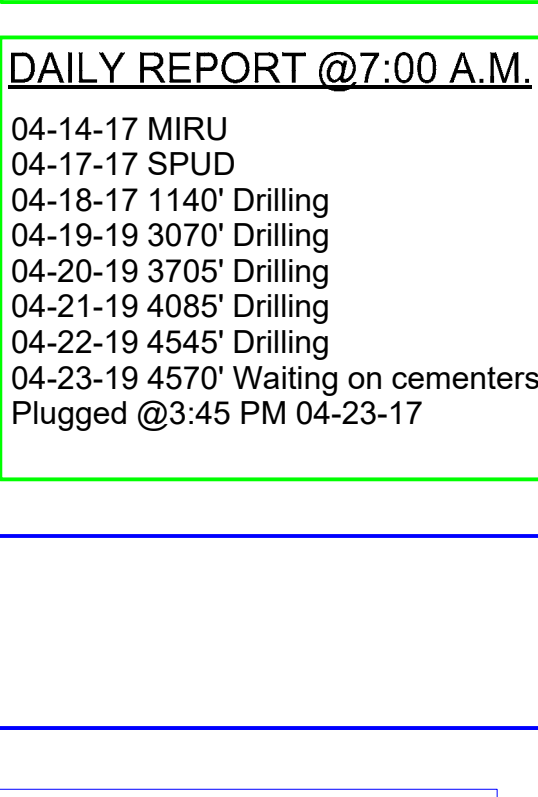 DAILY REPORT @7:00 A.M.
04-14-17 MIRU
04-17-17 SPUD
04-18-17 1140' Drilling
04-19-19 3070' Drilling
04-20-19 3705' Drilling
04-21-19 4085' Drilling
04-22-19 4545' Drilling
04-23-19 4570' Waiting on cementers
Plugged @3:45 PM 04-23-17